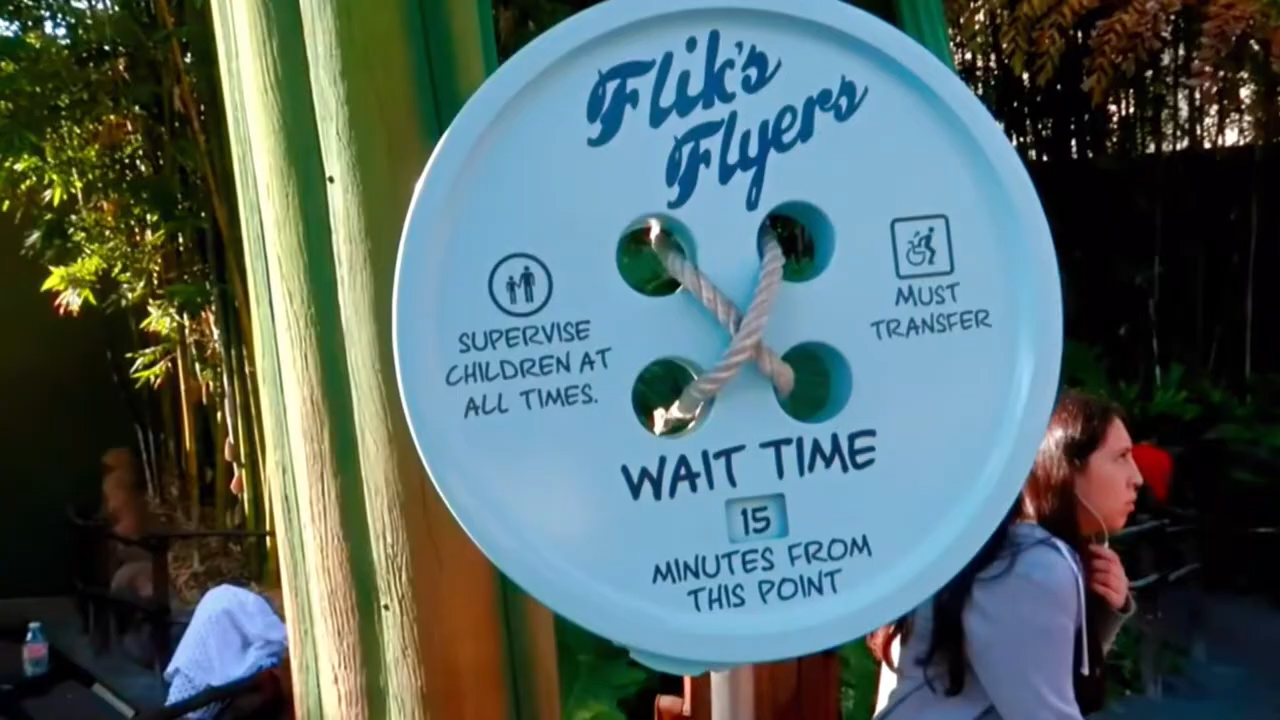 Flik's
Flyers
SUPERVISE
CHILDREN AT
ALL TIMES.
MUST
TRANSFER
WAIT TIME
15
MINUTES FROM
THIS POINT